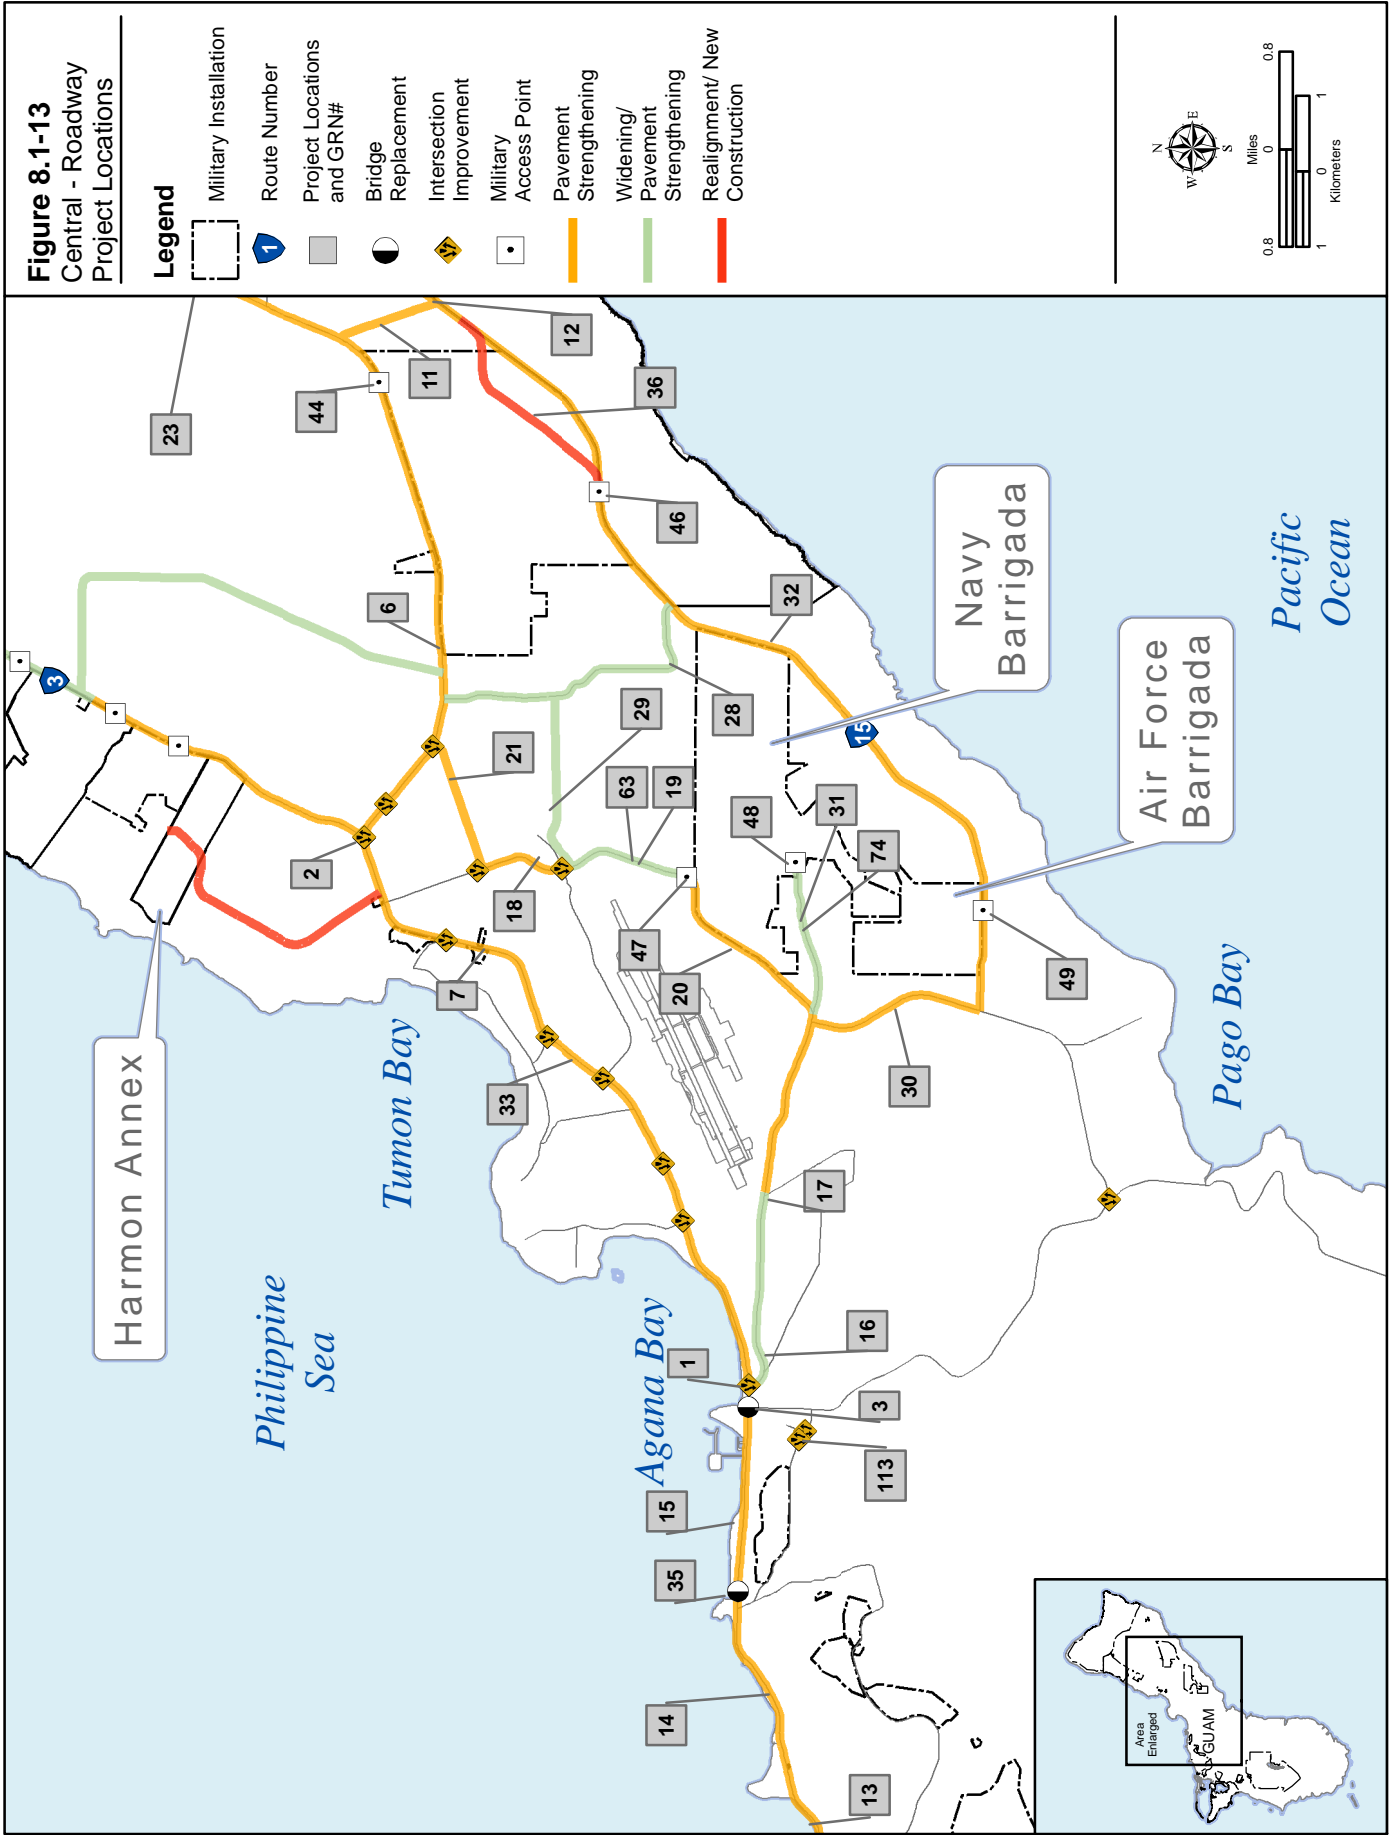 Figure 8.1-13
Central - Roadway
Project Locations
Legend
Military Installation
1
Route Number
Project Locations
and GRN#
Bridge
Replacement
Intersection
Improvement
Military
Access Point
Pavement
Strengthening
Widening/
Pavement
Strengthening
Realignment/ New
Construction
N
W
E
S
Miles
0.8
0
0.8
1
0
1
Kilometers
Harmon Annex
Philippine
Sea
Tumon Bay
Agana Bay
Navy
Barrigada
Air Force
Barrigada
Pacific
Ocean
Pago Bay
3
15
23
44
11
12
36
46
6
32
2
21
29
28
63
19
48
31
74
18
47
20
7
33
49
30
17
16
1
3
113
15
35
14
13
Area
Enlarged
GUAM